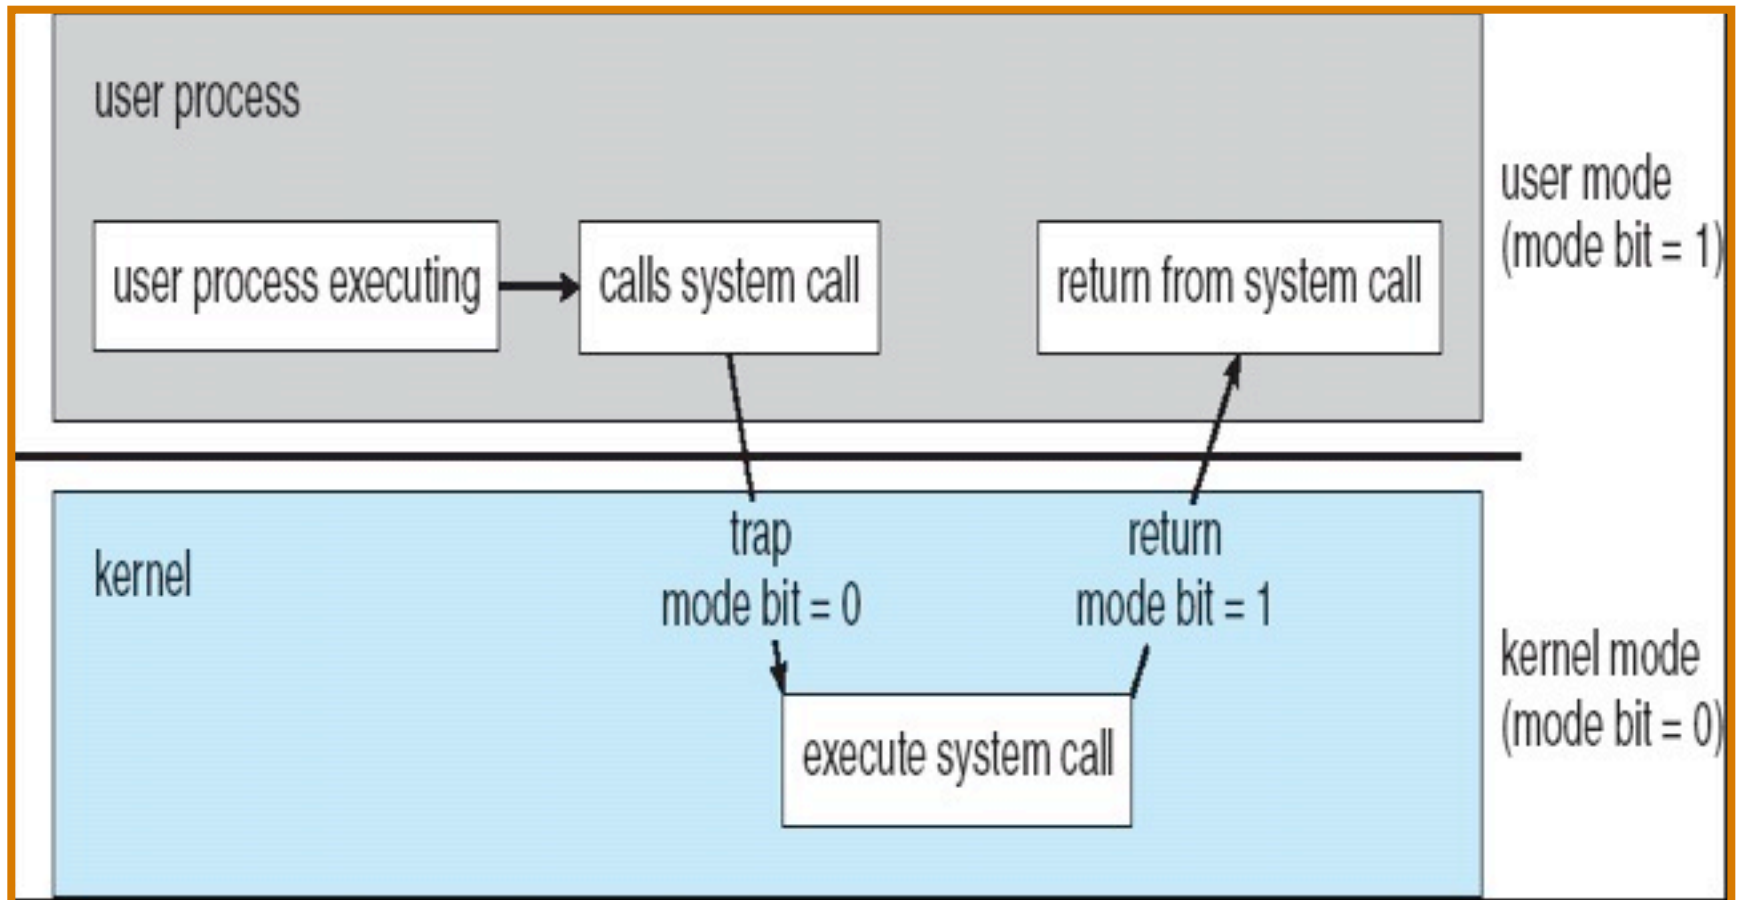 user process
user process executing
calls system call
return from system call
user mode
(mode bit = 1)
kernel
trap
mode bit = 0
return
mode bit = 1
execute system call
kernel mode
(mode bit = 0)